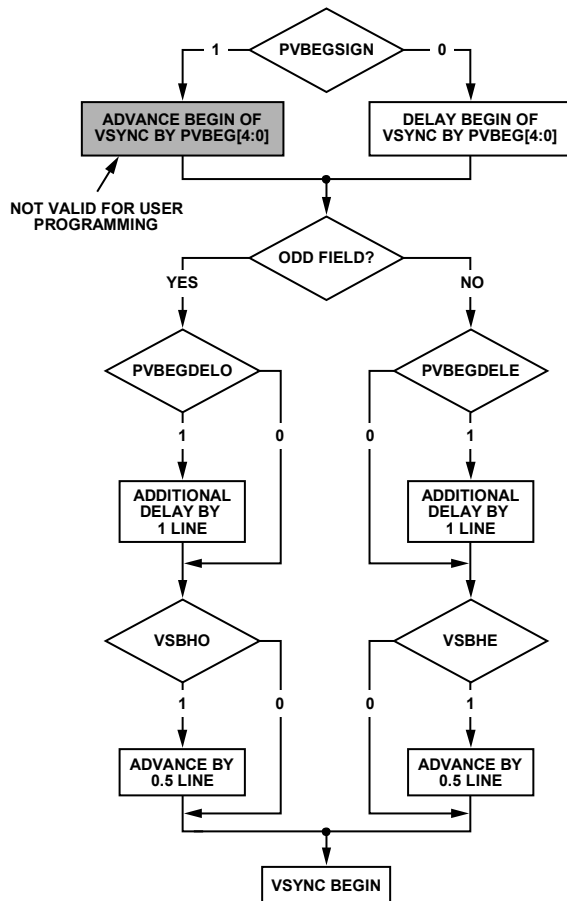 PVBEGSIGN
1
0
ADVANCE BEGIN OF
VSYNC BY PVBEG[4:0]
DELAY BEGIN OF
VSYNC BY PVBEG[4:0]
NOT VALID FOR USER
PROGRAMMING
ODD FIELD?
YES
NO
PVBEGDELO
PVBEGDELE
1
0
0
1
ADDITIONAL
DELAY BY
1 LINE
ADDITIONAL
DELAY BY
1 LINE
VSBHO
VSBHE
1
0
0
1
ADVANCE BY
0.5 LINE
ADVANCE BY
0.5 LINE
VSYNC BEGIN